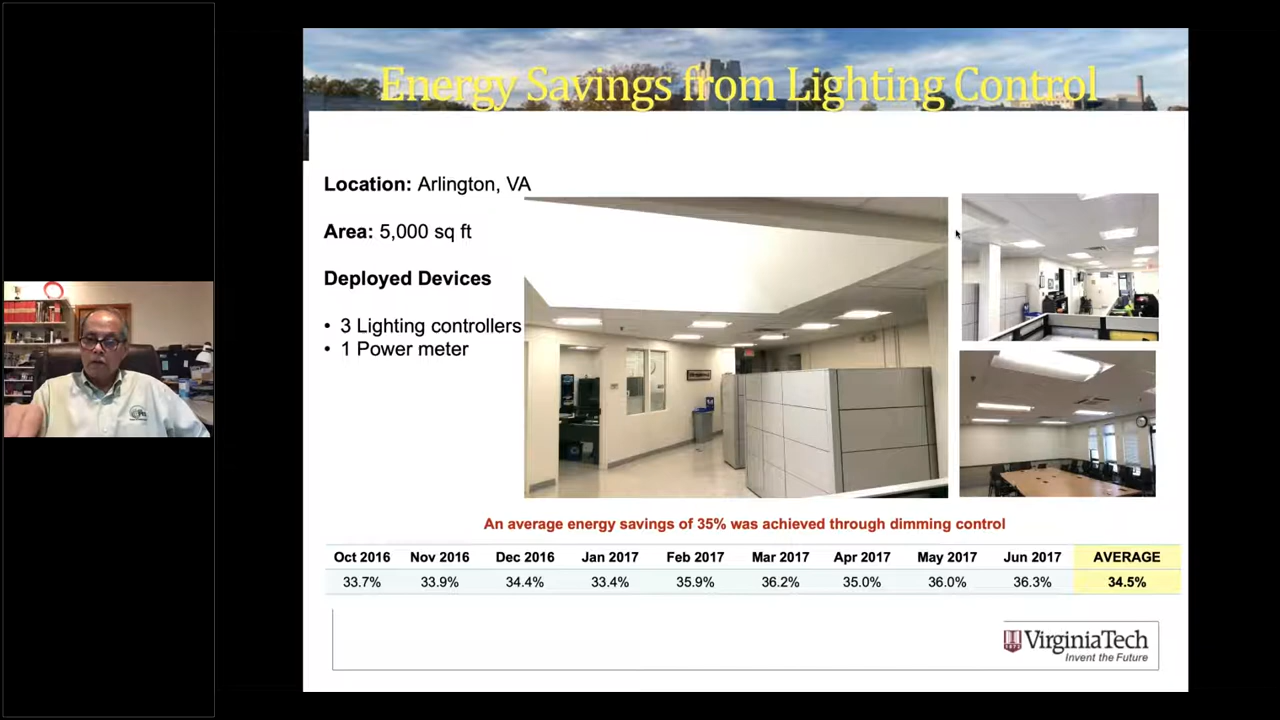 Energy Savings from Lighting Control
Location: Arlington, VA
Area: 5,000 sq ft
Deployed Devices
• 3 Lighting controllers
• 1 Power meter
An average energy savings of 35% was achieved through dimming control
Oct 2016 Nov 2016 Dec 2016 Jan 2017 Feb 2017 Mar 2017 Apr 2017 May 2017 Jun 2017 AVERAGE
33.7% 33.9% 34.4% 33.4% 35.9% 36.2% 35.0% 36.0% 36.3% 34.5%
VirginiaTech
Invent the Future